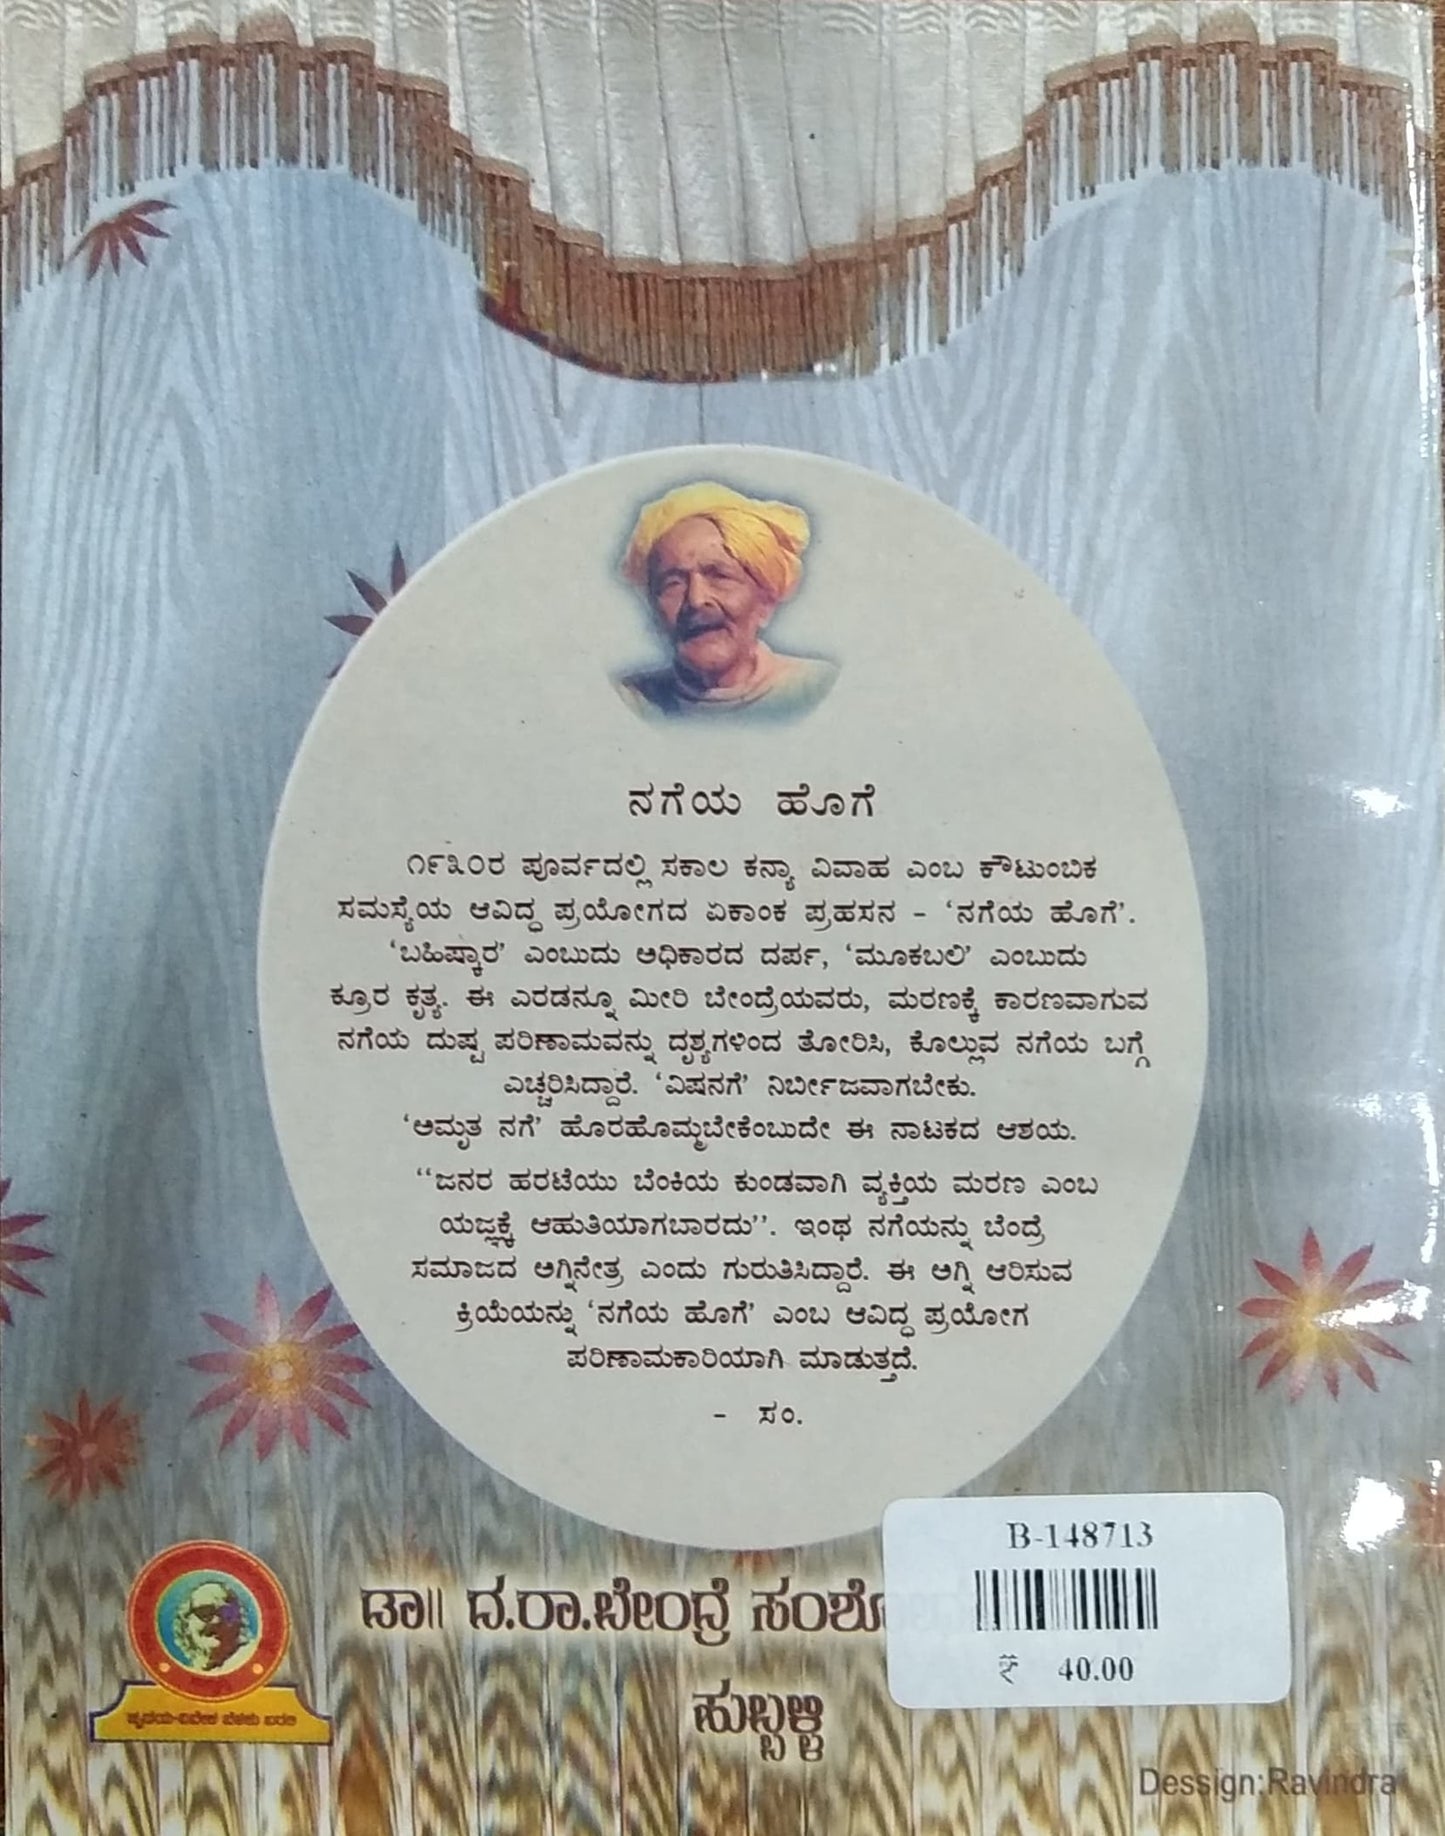 ನಗೆಯ ಹೊಗೆ
೧೯೩೦ರ ಪೂರ್ವದಲ್ಲಿ ಸಕಾಲ ಕನ್ಯಾ ವಿವಾಹ ಎಂಬ ಕೌಟುಂಬಿಕ
ಸಮಸ್ಯೆಯ ಆವಿದ್ಧ ಪ್ರಯೋಗದ ಏಕಾಂಕ ಪ್ರಹಸನ - ‘ನಗೆಯ ಹೊಗೆ’.
‘ಬಹಿಷ್ಕಾರ’ ಎಂಬುದು ಅಧಿಕಾರದ ದರ್ಪ, ‘ಮೂಕಬಲಿ’ ಎಂಬುದು
ಕ್ರೂರ ಕೃತ್ಯ. ಈ ಎರಡನ್ನೂ ಮೀರಿ ಬೇಂದ್ರೆಯವರು, ಮರಣಕ್ಕೆ ಕಾರಣವಾಗುವ
ನಗೆಯ ದುಷ್ಟ ಪರಿಣಾಮವನ್ನು ದೃಶ್ಯಗಳಿಂದ ತೋರಿಸಿ, ಕೊಲ್ಲುವ ನಗೆಯ ಬಗ್ಗೆ
ಎಚ್ಚರಿಸಿದ್ದಾರೆ. ‘ವಿಷನಗೆ’ ನಿರ್ಬೀಜವಾಗಬೇಕು.
‘ಅಮೃತ ನಗೆ’ ಹೊರಹೊಮ್ಮಬೇಕೆಂಬುದೇ ಈ ನಾಟಕದ ಆಶಯ.
“ಜನರ ಹರಟೆಯು ಬೆಂಕಿಯ ಕುಂಡವಾಗಿ ವ್ಯಕ್ತಿಯ ಮರಣ ಎಂಬ
ಯಜ್ಞಕ್ಕೆ ಆಹುತಿಯಾಗಬಾರದು”. ಇಂಥ ನಗೆಯನ್ನು ಬೆಂದ್ರೆ
ಸಮಾಜದ ಅಗ್ನಿನೇತ್ರ ಎಂದು ಗುರುತಿಸಿದ್ದಾರೆ. ಈ ಅಗ್ನಿ ಆರಿಸುವ
ಕ್ರಿಯೆಯನ್ನು ‘ನಗೆಯ ಹೊಗೆ’ ಎಂಬ ಆವಿದ್ಧ ಪ್ರಯೋಗ
ಪರಿಣಾಮಕಾರಿಯಾಗಿ ಮಾಡುತ್ತದೆ.
- ಸಂ.
B-148713
₹ 40.00
ಡಾ|| ದ.ರಾ.ಬೇಂದ್ರೆ
ಹುಬ್ಬಳ್ಳಿ
ಹೃದಯ-ವಿವೇಕ ಬೆಳಕು ಬರಲಿ
Dessign:Ravindra